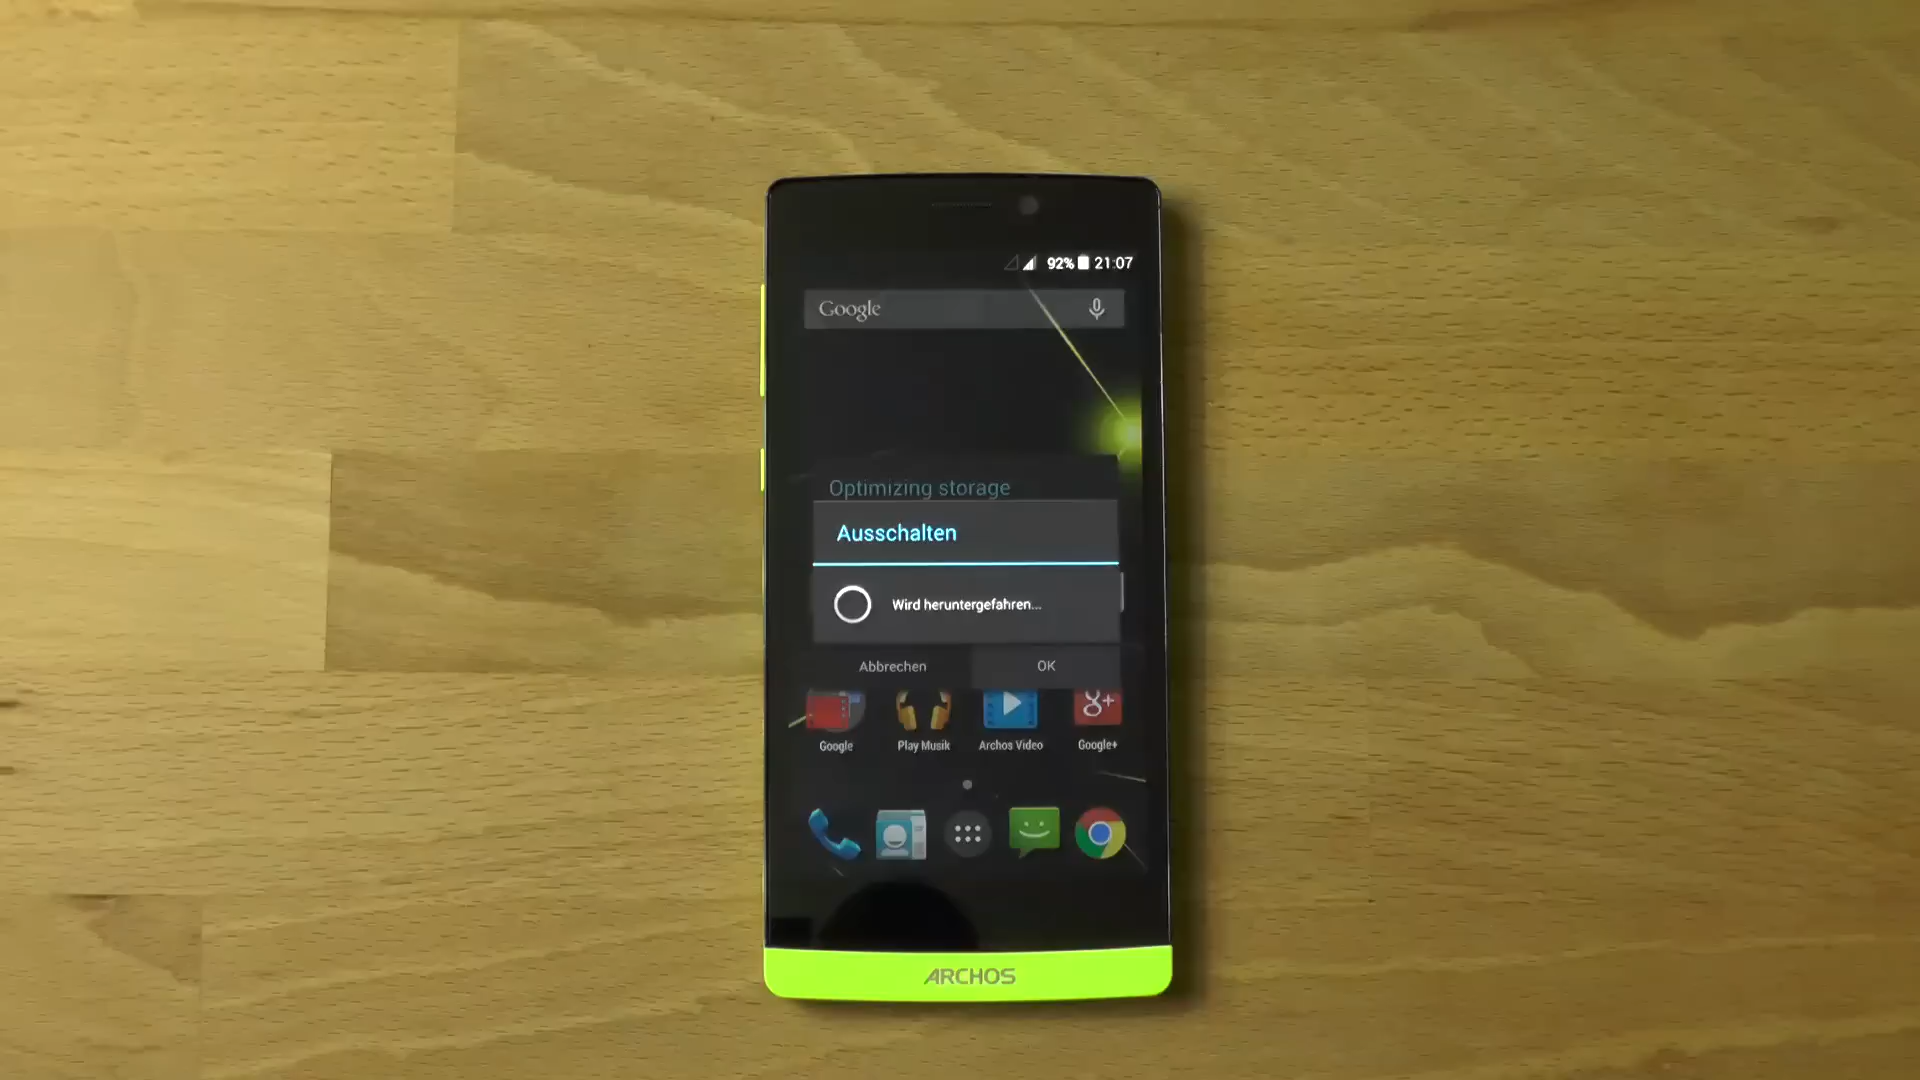 92% 21:07
Google
Optimizing storage
Ausschalten
Wird heruntergefahren...
Abbrechen OK
Google Play Musik Archos Video Google+
ARCHOS